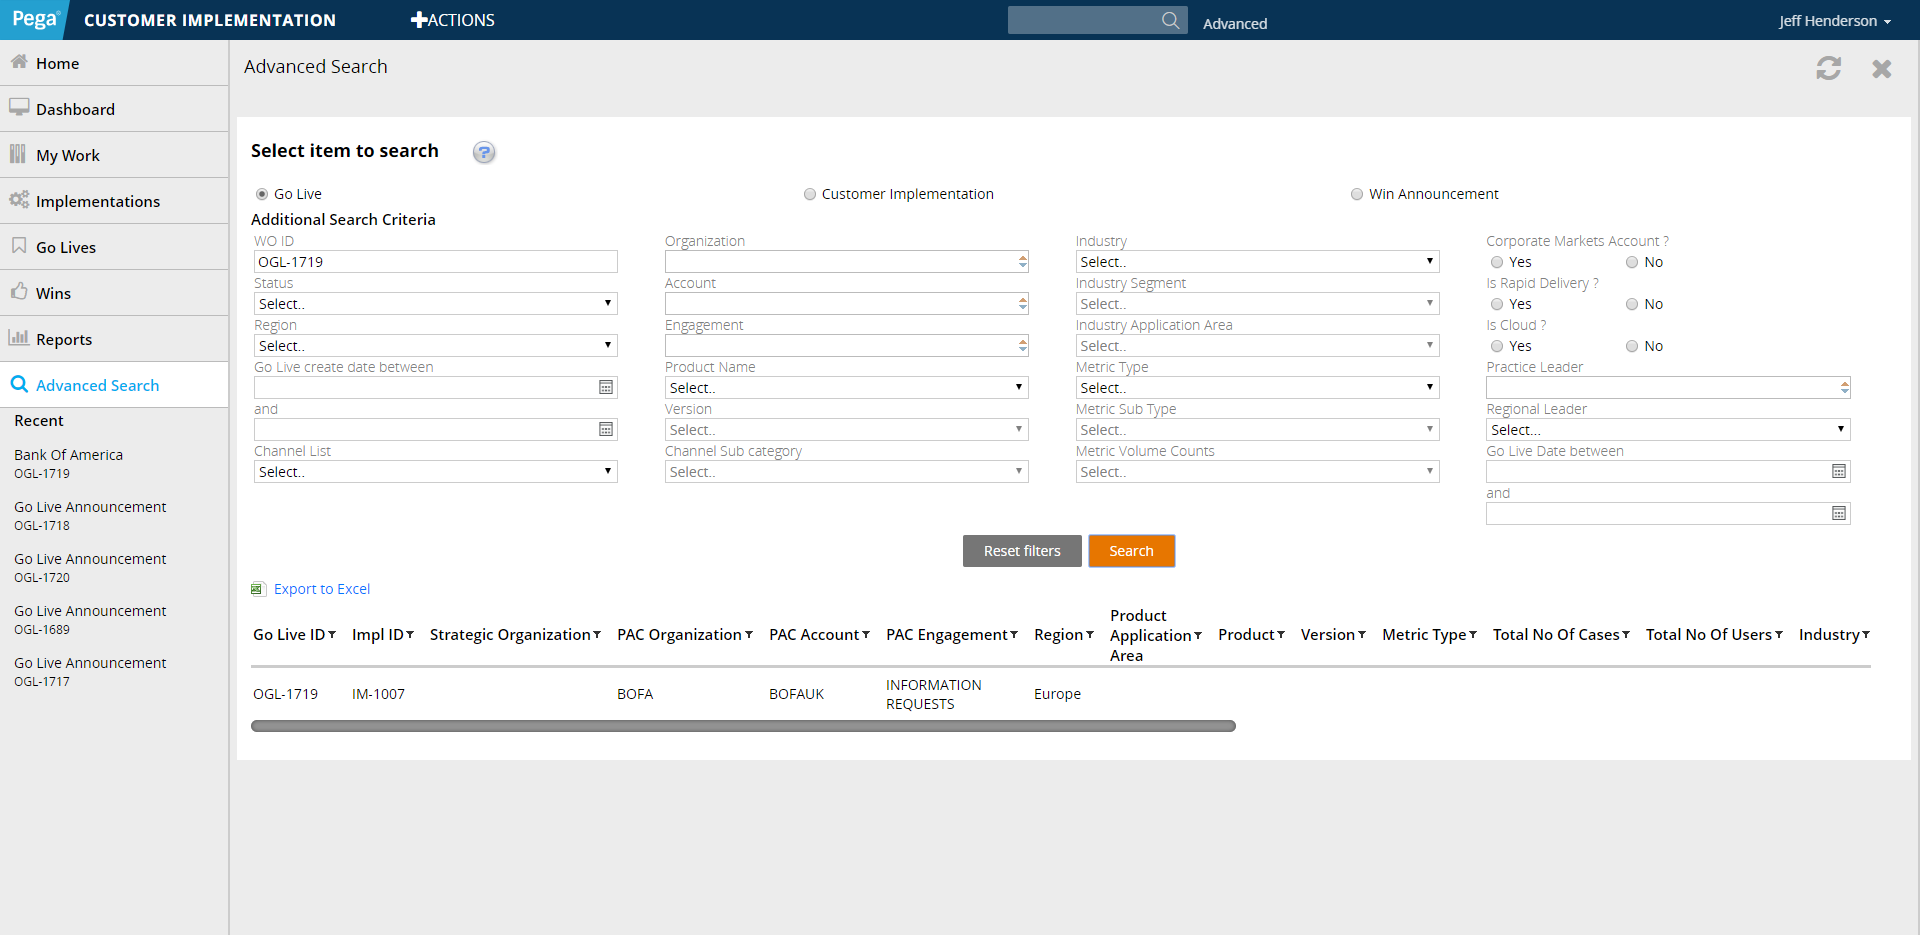 Pega® CUSTOMER IMPLEMENTATION ACTIONS Advanced Jeff Henderson
Home
Dashboard
My Work
Implementations
Go Lives
Wins
Reports
Advanced Search
Recent
Bank Of America
OGL-1719
Go Live Announcement
OGL-1718
Go Live Announcement
OGL-1720
Go Live Announcement
OGL-1689
Go Live Announcement
OGL-1717
Advanced Search
Select item to search ?
Go Live Customer Implementation Win Announcement
Additional Search Criteria
WO ID Organization Industry Corporate Markets Account ?
OGL-1719 Select.. Yes No
Status Account Industry Segment Is Rapid Delivery ?
Select.. Select.. Yes No
Region Engagement Industry Application Area Is Cloud ?
Select.. Select.. Yes No
Go Live create date between Product Name Metric Type Practice Leader
Select.. Select..
and Version Metric Sub Type Regional Leader
Select.. Select.. Select...
Channel List Channel Sub category Metric Volume Counts Go Live Date between
Select.. Select.. Select..
and
Reset filters Search
Export to Excel
Go Live ID Impl ID Strategic Organization PAC Organization PAC Account PAC Engagement Region Product Application Area Product Version Metric Type Total No Of Cases Total No Of Users Industry
OGL-1719 IM-1007 BOFA BOFAUK INFORMATION REQUESTS Europe